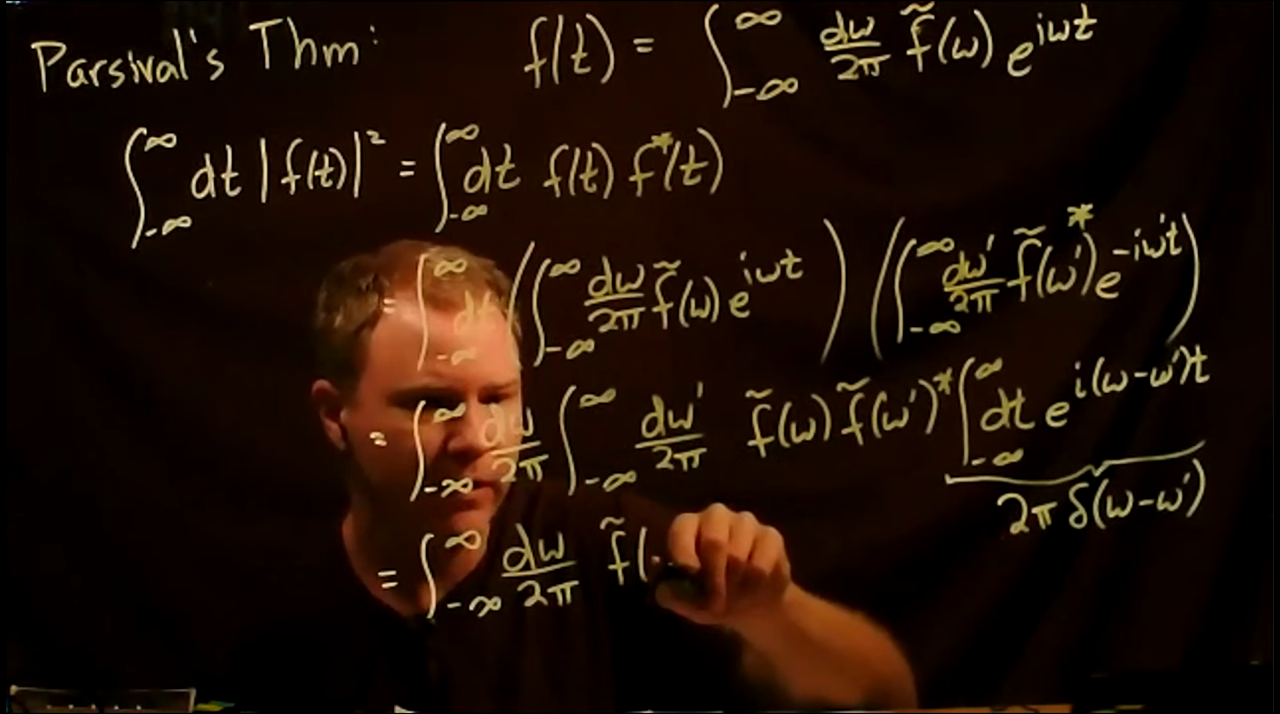 Parsival's Thm: f(t) = ∫_{-∞}^{∞} dω/2π f̃(ω) e^{iωt}
∫_{-∞}^{∞} dt |f(t)|² = ∫_{-∞}^{∞} dt f(t) f*(t)
= ∫_{-∞}^{∞} dt (∫_{-∞}^{∞} dω/2π f̃(ω) e^{iωt}) (∫_{-∞}^{∞} dω'/2π f̃(ω')* e^{-iω't})
= ∫_{-∞}^{∞} dω/2π ∫_{-∞}^{∞} dω'/2π f̃(ω) f̃(ω')* ∫_{-∞}^{∞} dt e^{i(ω-ω')t}
2π δ(ω-ω')
= ∫_{-∞}^{∞} dω/2π f̃(